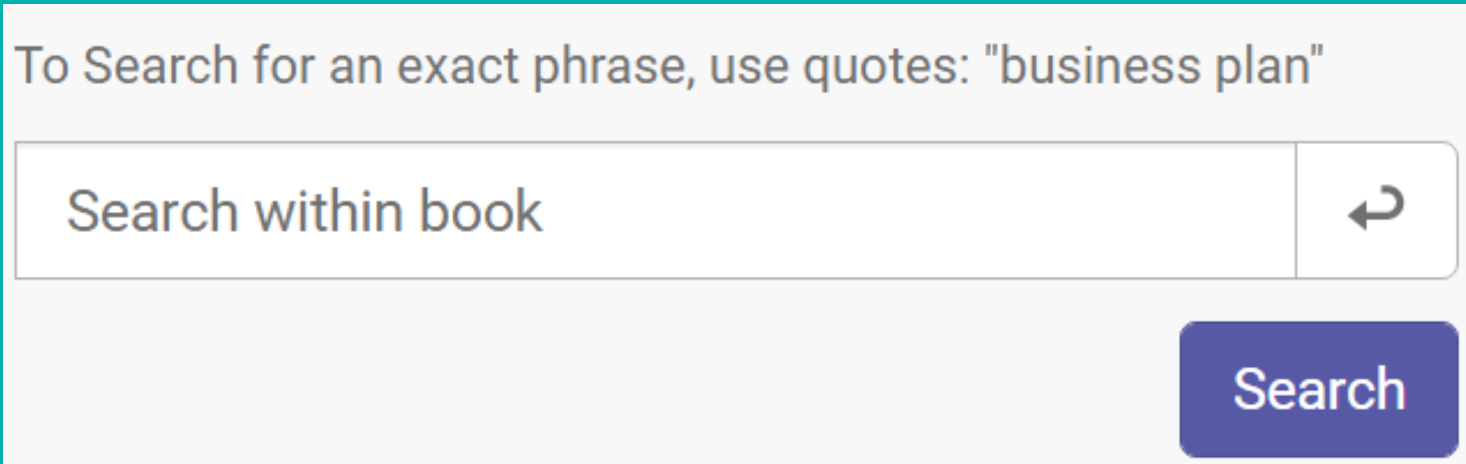 To Search for an exact phrase, use quotes: "business plan"
Search within book
Search